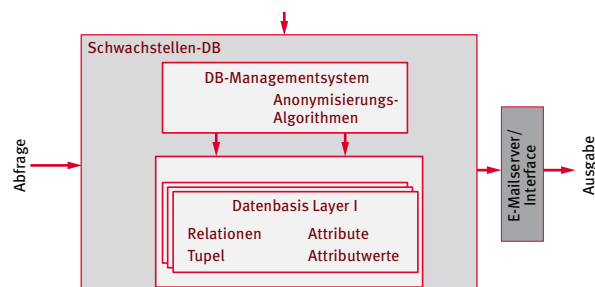 Schwachstellen-DB
DB-Managementsystem
Anonymisierungs-
Algorithmen
Abfrage
Datenbasis Layer I
Relationen Attribute
Tupel Attributwerte
E-Mailserver/
Interface
Ausgabe